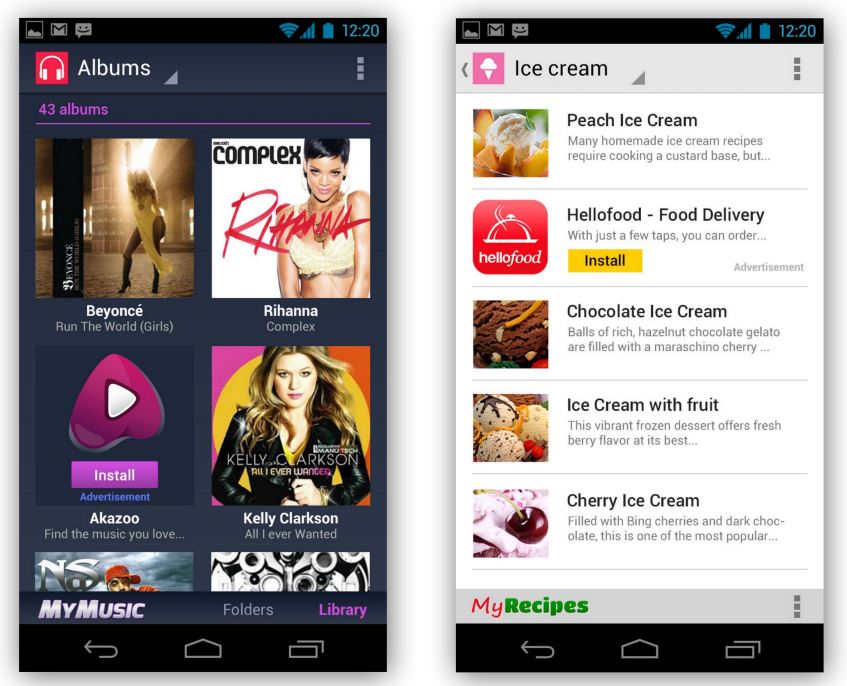 12:20
Albums
43 albums
BEYONCÉ
RUN THE WORLD (GIRLS)
COMPLEX
RIHANNA
Beyoncé
Run The World (Girls)
Rihanna
Complex
Install
Advertisement
Akazoo
Find the music you love...
KELLY CLARKSON
ALL I EVER WANTED
Kelly Clarkson
All I ever Wanted
NAS
MyMusic
Folders
Library
12:20
Ice cream
Peach Ice Cream
Many homemade ice cream recipes
require cooking a custard base, but...
hellofood
Hellofood - Food Delivery
With just a few taps, you can order...
Install
Advertisement
Chocolate Ice Cream
Balls of rich, hazelnut chocolate gelato
are filled with a maraschino cherry ...
Ice Cream with fruit
This vibrant frozen dessert offers fresh
berry flavor at its best...
Cherry Ice Cream
Filled with Bing cherries and dark choc-
olate, this is one of the most popular...
MyRecipes